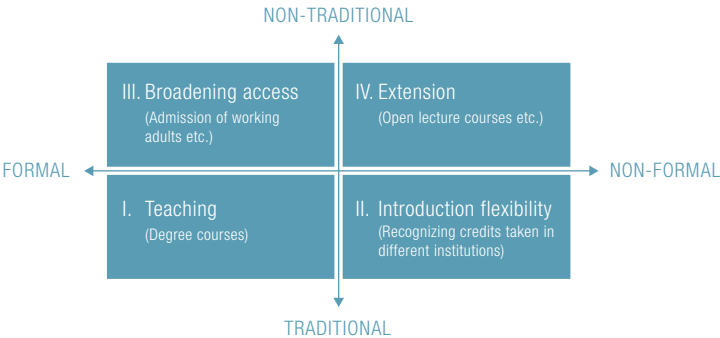 NON-TRADITIONAL
III. Broadening access
(Admission of working
adults etc.)
IV. Extension
(Open lecture courses etc.)
FORMAL
NON-FORMAL
I. Teaching
(Degree courses)
II. Introduction flexibility
(Recognizing credits taken in
different institutions)
TRADITIONAL